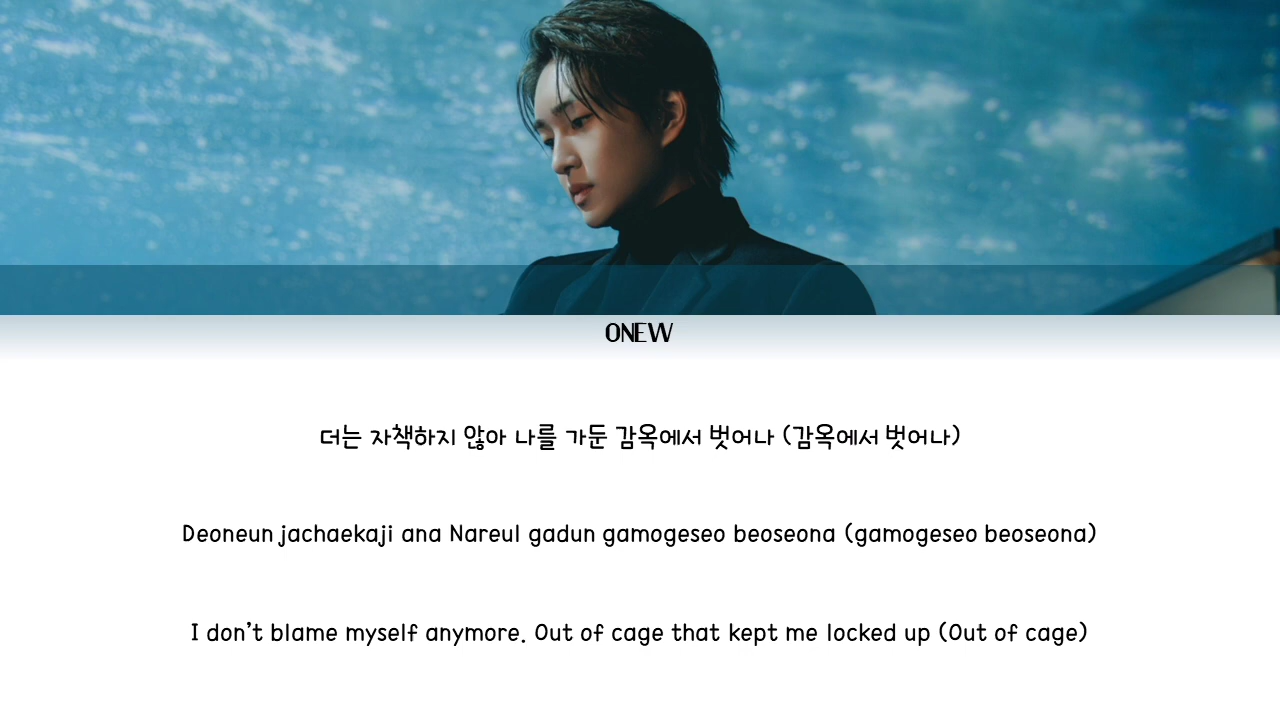 ONEW
더는 자책하지 않아 나를 가둔 감옥에서 벗어나 (감옥에서 벗어나)
Deoneun jachaekaji ana Nareul gadun gamogeseo beoseona (gamogeseo beoseona)
I don't blame myself anymore. Out of cage that kept me locked up (Out of cage)